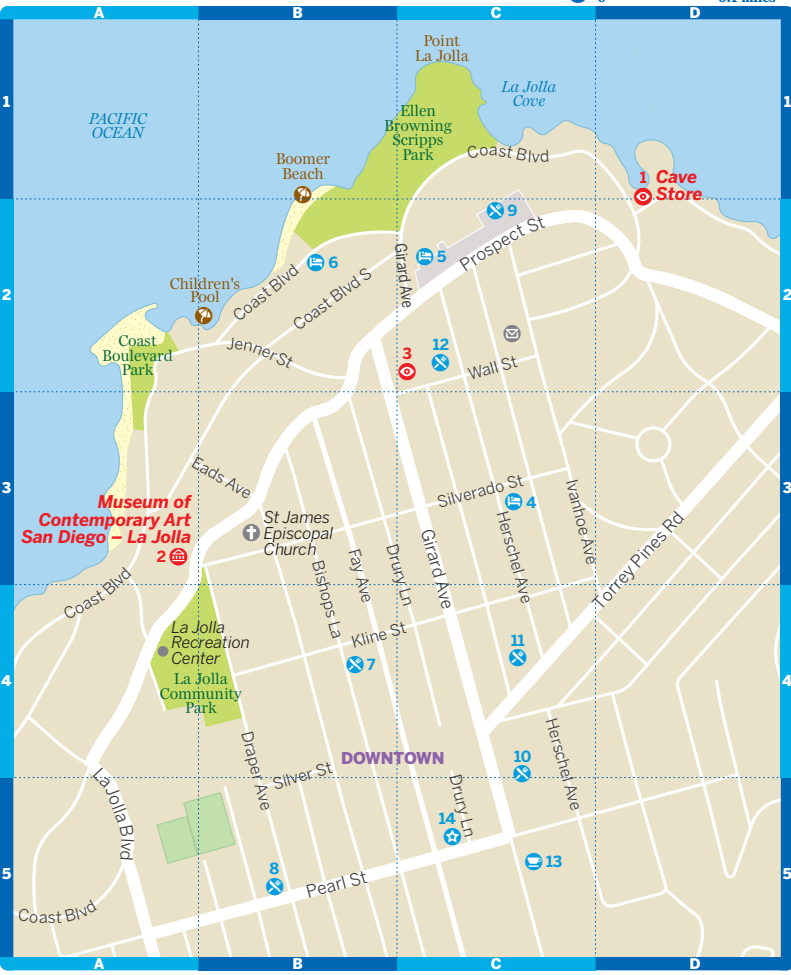 A
B
C
D
Point
La Jolla
1
1
La Jolla
Cove
PACIFIC
OCEAN
Ellen
Browning
Scripps
Park
Coast Blvd
Boomer
Beach
1 Cave
Store
9
Prospect St
Girard Ave
5
6
Children's
Pool
Coast Blvd
Coast Blvd S
2
2
Coast
Boulevard
Park
Jenner St
3
12
Wall St
Eads Ave
3
3
Silverado St
4
Ivanhoe Ave
Museum of
Contemporary Art
San Diego – La Jolla
2
St James
Episcopal
Church
Herschel Ave
Girard Ave
Drury Ln
Fay Ave
Bishops La
Torrey Pines Rd
Coast Blvd
La Jolla
Recreation
Center
Kline St
11
7
La Jolla
Community
Park
4
4
DOWNTOWN
10
Herschel Ave
Draper Ave
Silver St
La Jolla Blvd
Drury Ln
14
13
8
Pearl St
5
5
Coast Blvd
A
B
C
D